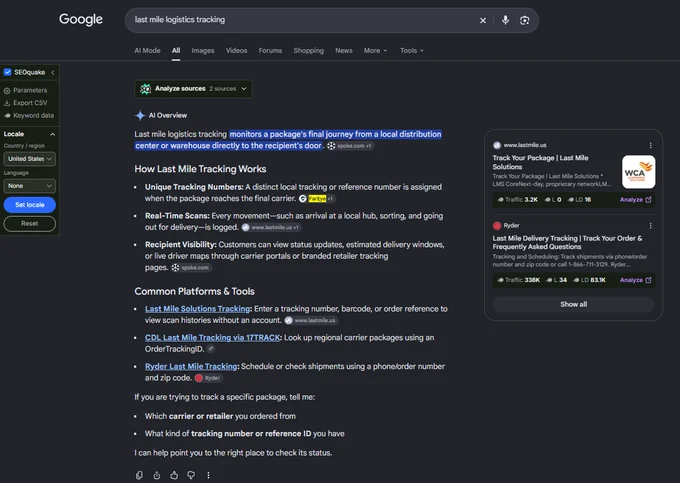 Google
last mile logistics tracking
AI Mode All Images Videos Forums Shopping News More Tools
SEOquake
Parameters
Export CSV
Keyword data
Locale
Country / region
United States
Language
None
Set locale
Reset
Analyze sources 2 sources
AI Overview
Last mile logistics tracking monitors a package's final journey from a local distribution
center or warehouse directly to the recipient's door. spoke.com +1
How Last Mile Tracking Works
• Unique Tracking Numbers: A distinct local tracking or reference number is assigned
when the package reaches the final carrier. FarEye +1
• Real-Time Scans: Every movement—such as arrival at a local hub, sorting, and going
out for delivery—is logged. www.lastmile.us +1
• Recipient Visibility: Customers can view status updates, estimated delivery windows,
or live driver maps through carrier portals or branded retailer tracking
pages. spoke.com
Common Platforms & Tools
• Last Mile Solutions Tracking: Enter a tracking number, barcode, or order reference to
view scan histories without an account. www.lastmile.us
• CDL Last Mile Tracking via 17TRACK: Look up regional carrier packages using an
OrderTrackingID.
• Ryder Last Mile Tracking: Schedule or check shipments using a phone/order number
and zip code. Ryder
If you are trying to track a specific package, tell me:
• Which carrier or retailer you ordered from
• What kind of tracking number or reference ID you have
I can help point you to the right place to check its status.
www.lastmile.us
Track Your Package | Last Mile
Solutions
Track Your Package | Last Mile Solutions *
LMS CoreNext-day, proprietary networkLM...
WCA
Traffic 3.2K L 0 LD 16 Analyze
Ryder
Last Mile Delivery Tracking | Track Your Order &
Frequently Asked Questions
Tracking and Scheduling: Track shipments via phone/order
number and zip code or call 1-866-711-3129. Ryder...
Traffic 338K L 34 LD 83.1K Analyze
Show all